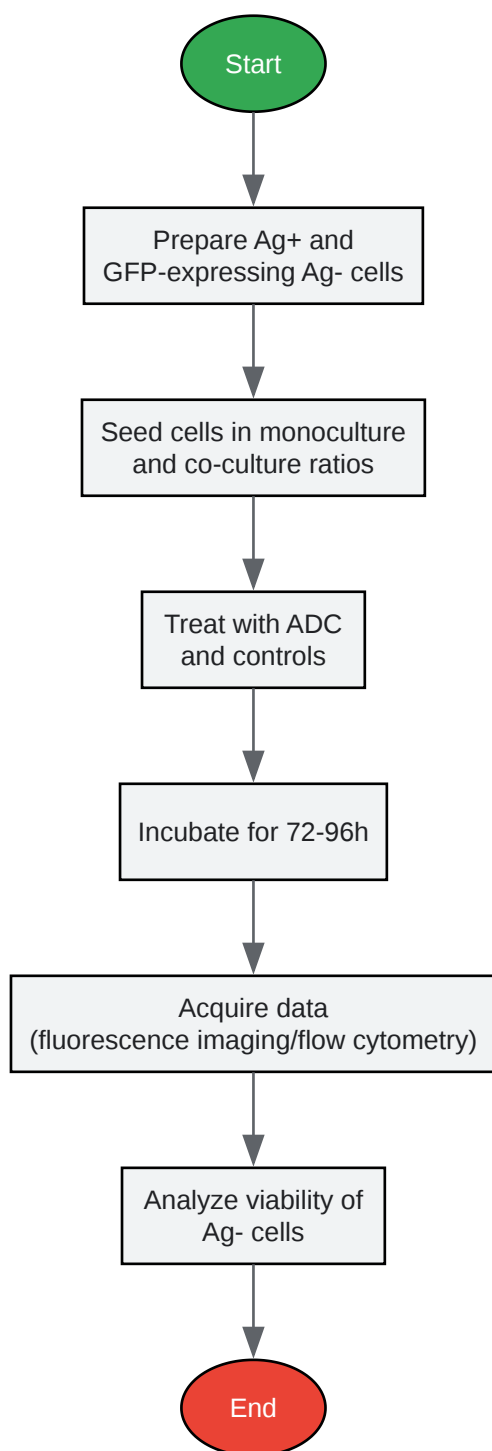 Start
Prepare Ag+ and
GFP-expressing Ag- cells
Seed cells in monoculture
and co-culture ratios
Treat with ADC
and controls
Incubate for 72-96h
Acquire data
(fluorescence imaging/flow cytometry)
Analyze viability of
Ag- cells
End